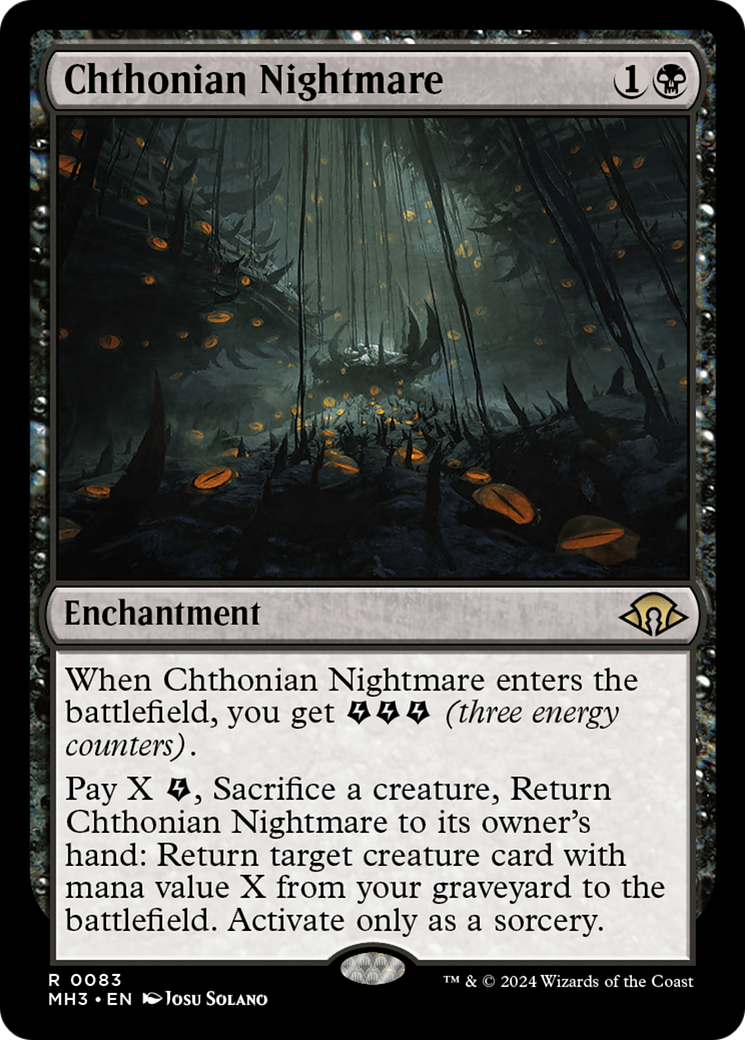 Chthonian Nightmare 1
Enchantment
When Chthonian Nightmare enters the
battlefield, you get (three energy
counters).
Pay X , Sacrifice a creature, Return
Chthonian Nightmare to its owner's
hand: Return target creature card with
mana value X from your graveyard to the
battlefield. Activate only as a sorcery.
R 0083
MH3 • EN Josu Solano
™ & © 2024 Wizards of the Coast